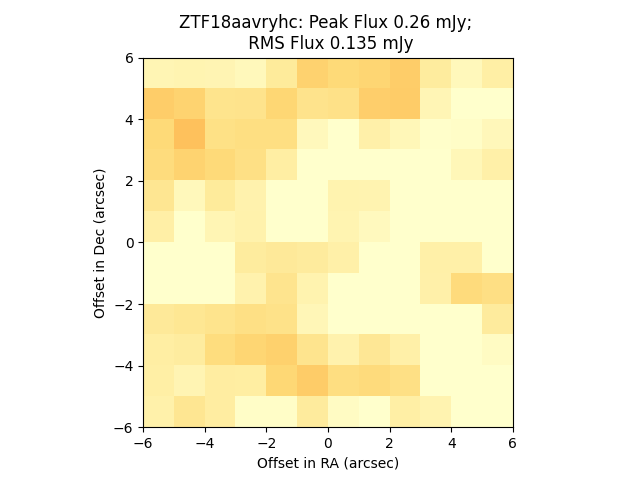 ZTF18aavryhc: Peak Flux 0.26 mJy;
RMS Flux 0.135 mJy
6
4
2
0
−2
−4
−6
Offset in Dec (arcsec)
−6 −4 −2 0 2 4 6
Offset in RA (arcsec)